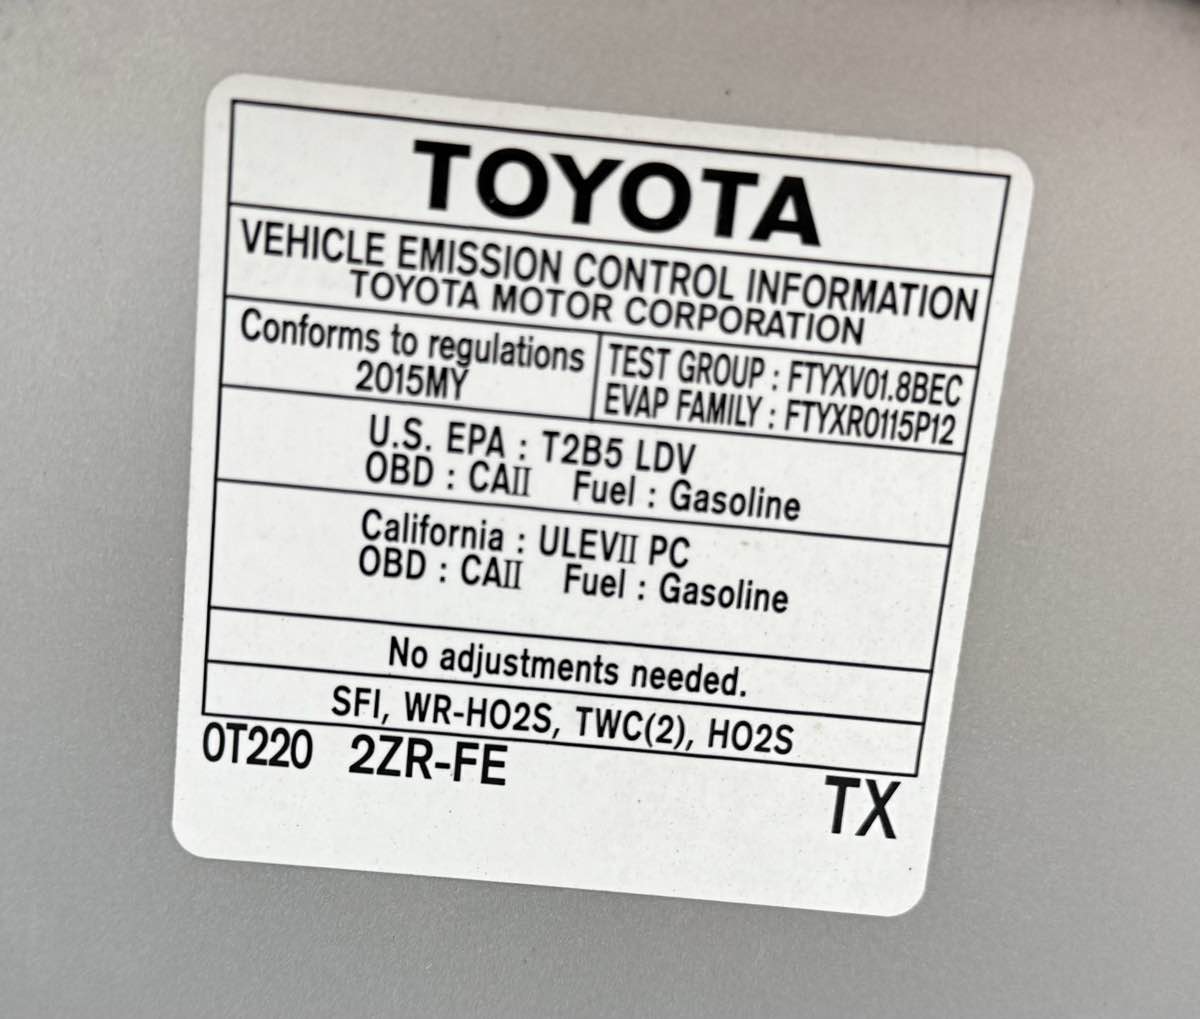 TOYOTA
VEHICLE EMISSION CONTROL INFORMATION
TOYOTA MOTOR CORPORATION
Conforms to regulations
2015MY
TEST GROUP : FTYXV01.8BEC
EVAP FAMILY : FTYXR0115P12
U.S. EPA : T2B5 LDV
OBD : CAII Fuel : Gasoline
California : ULEVII PC
OBD : CAII Fuel : Gasoline
No adjustments needed.
SFI, WR-HO2S, TWC(2), HO2S
0T220 2ZR-FE
TX